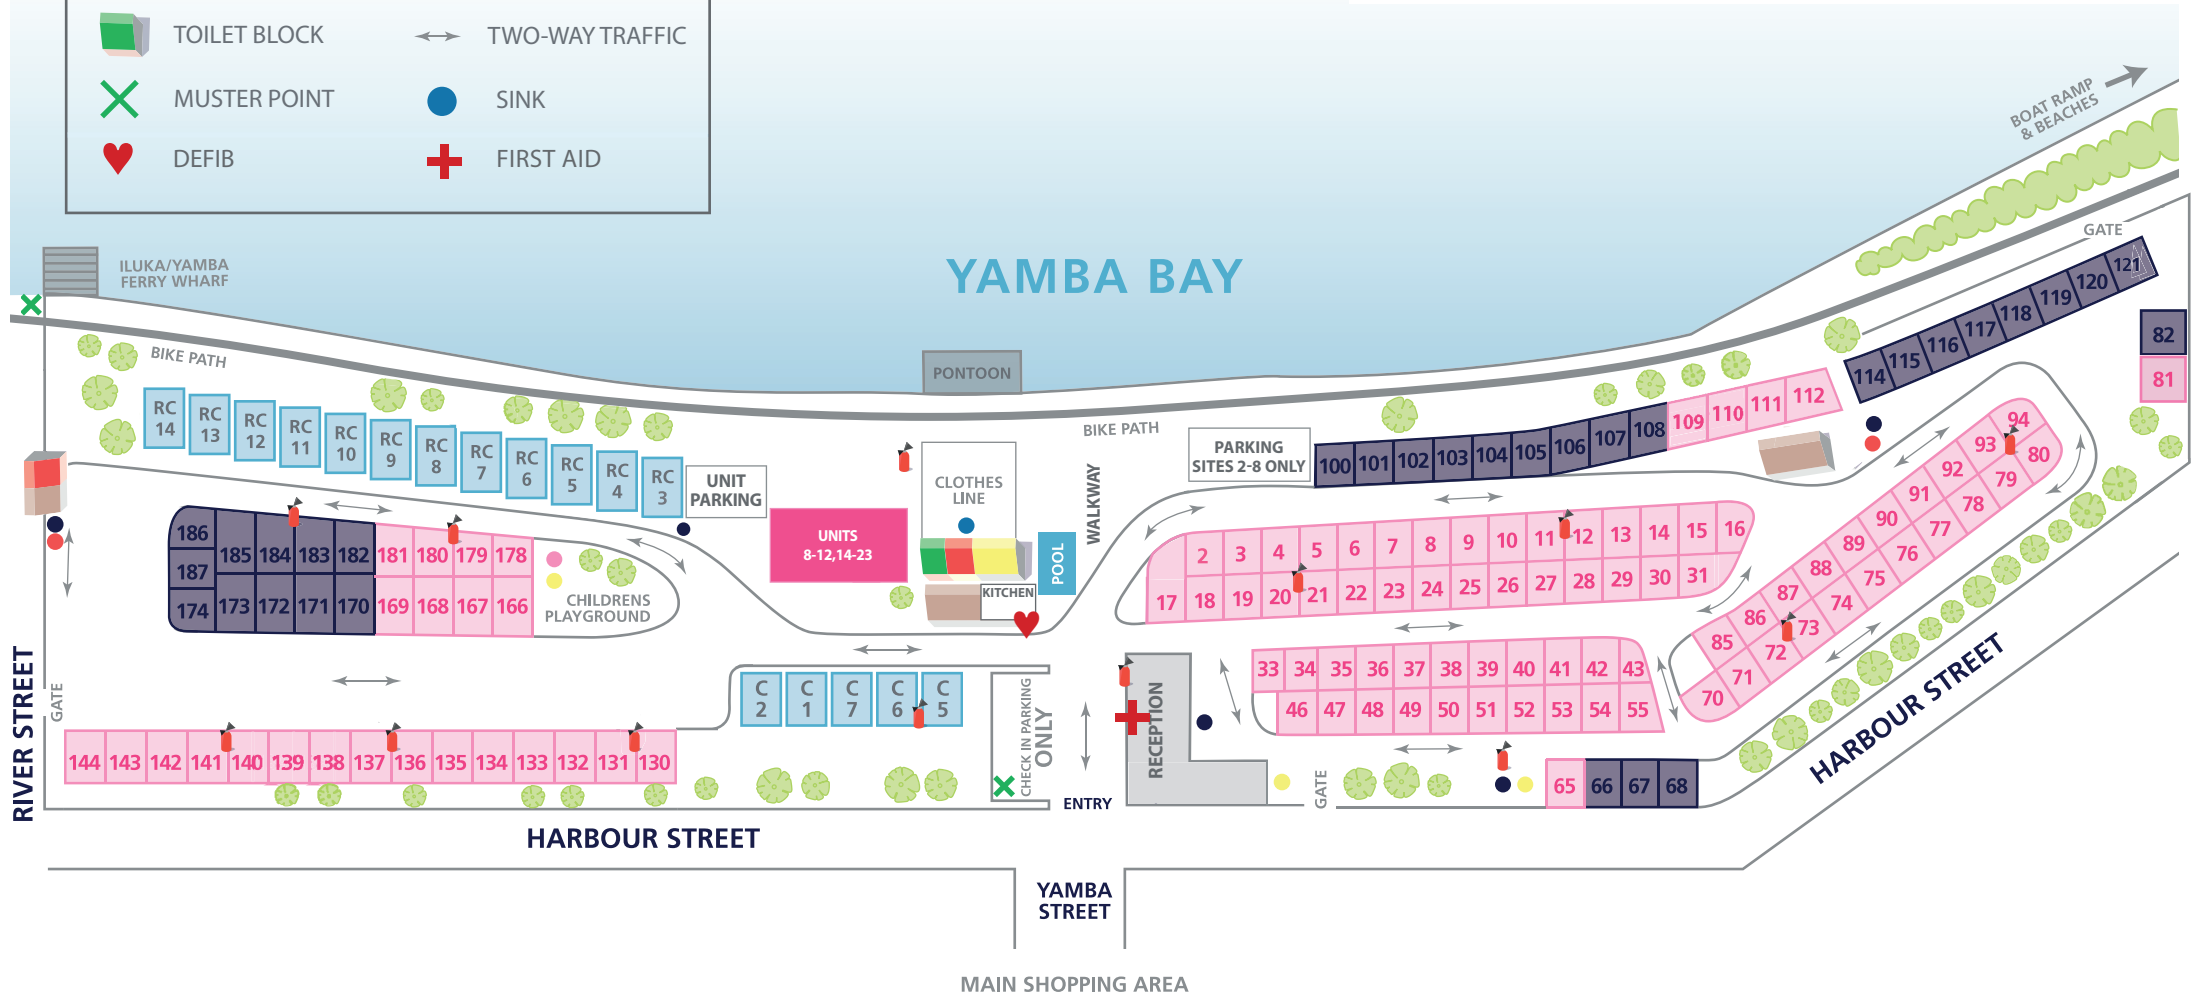 TOILET BLOCK
TWO-WAY TRAFFIC
MUSTER POINT
SINK
DEFIB
FIRST AID
BOAT RAMP
& BEACHES
ILUKA/YAMBA
FERRY WHARF
YAMBA BAY
GATE
BIKE PATH
PONTOON
BIKE PATH
114 115 116 117 118 119 120 121
82
81
RC 14
RC 13
RC 12
RC 11
RC 10
RC 9
RC 8
RC 7
RC 6
RC 5
RC 4
RC 3
UNIT
PARKING
CLOTHES
LINE
WALKWAY
PARKING
SITES 2-8 ONLY
100 101 102 103 104 105 106 107 108 109 110 111 112
UNITS
8-12,14-23
POOL
KITCHEN
186
187
174
185 184 183 182 181 180 179 178
173 172 171 170 169 168 167 166
CHILDRENS
PLAYGROUND
2 3 4 5 6 7 8 9 10 11 12 13 14 15 16
17 18 19 20 21 22 23 24 25 26 27 28 29 30 31
85 86 87 88 89 90 91 92 93 94
70 71 72 73 74 75 76 77 78 79 80
33 34 35 36 37 38 39 40 41 42 43
46 47 48 49 50 51 52 53 54 55
C 2
C 1
C 7
C 6
C 5
CHECK IN PARKING
ONLY
RECEPTION
RIVER STREET
GATE
144 143 142 141 140 139 138 137 136 135 134 133 132 131 130
ENTRY
GATE
65 66 67 68
HARBOUR STREET
HARBOUR STREET
YAMBA
STREET
MAIN SHOPPING AREA